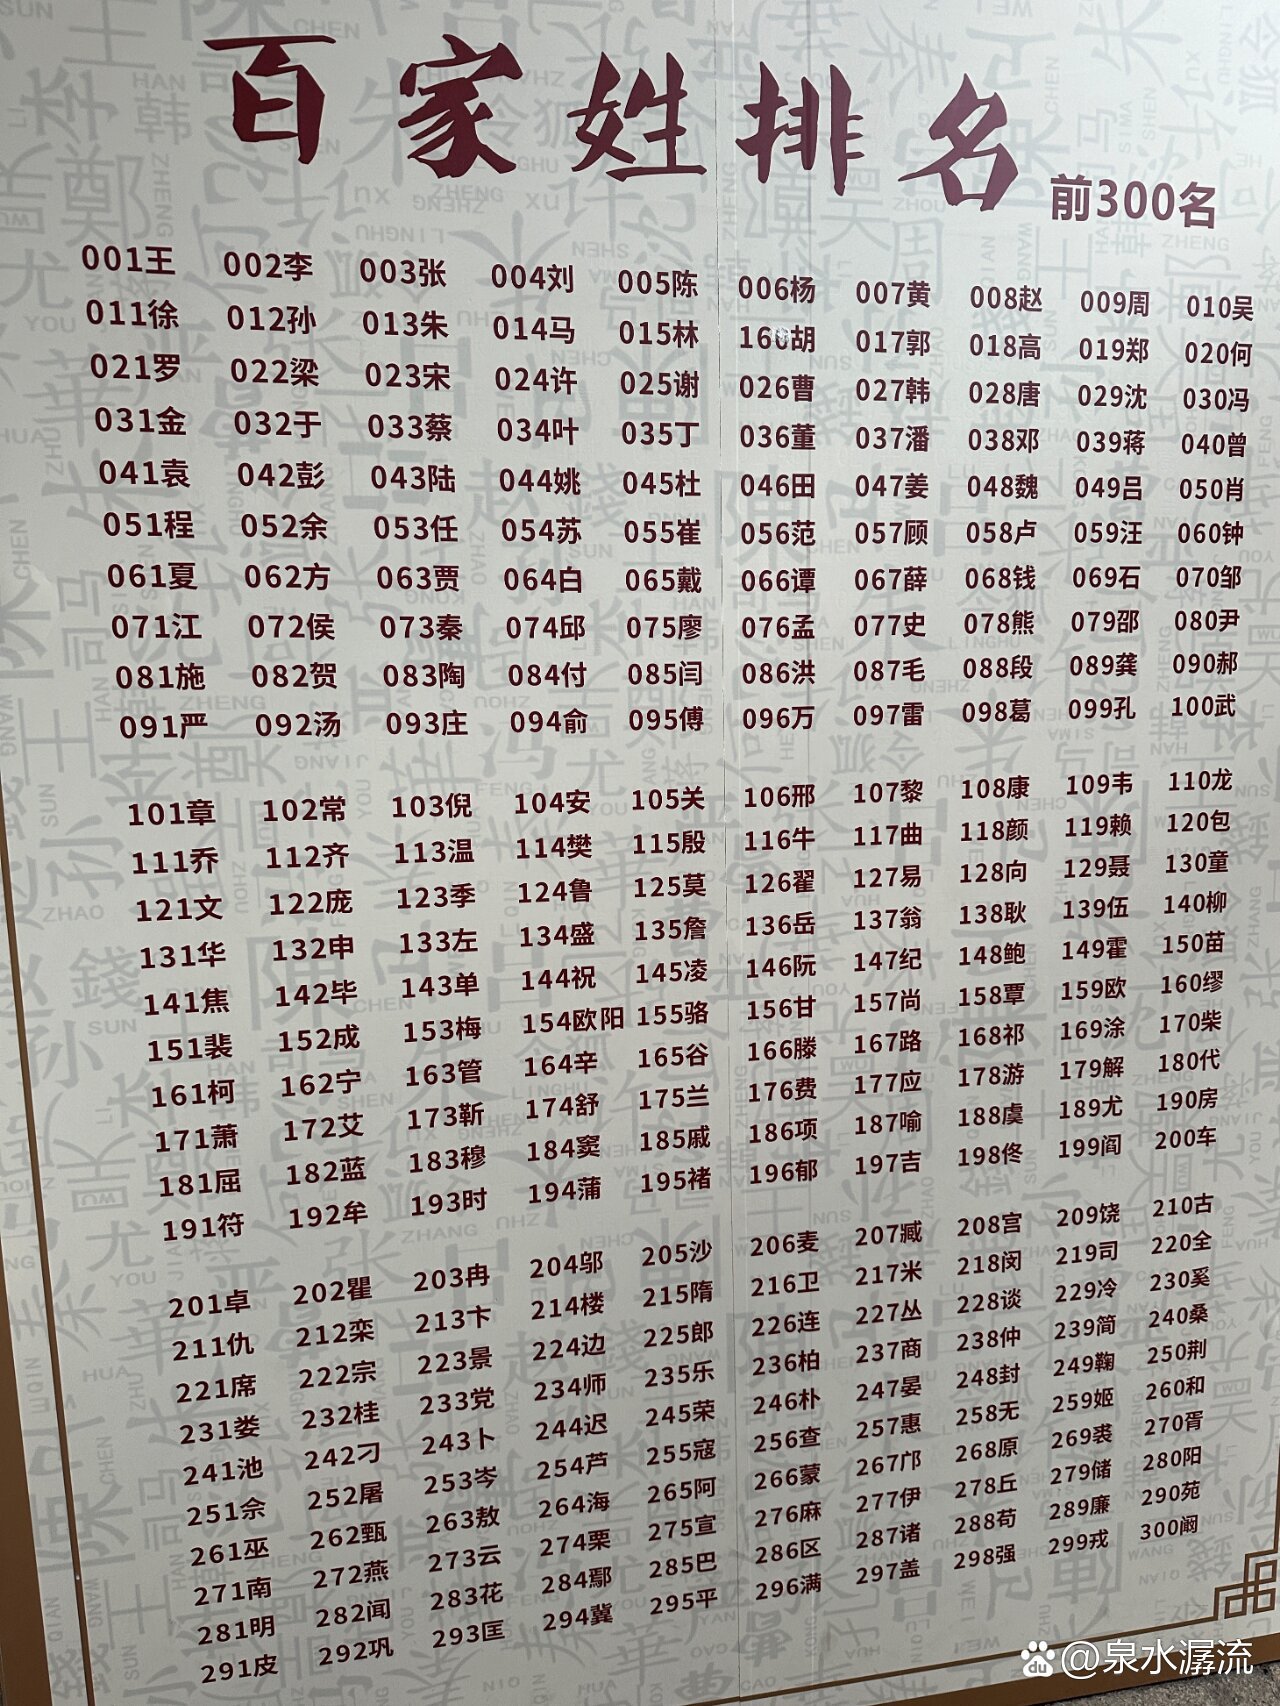 百家姓排名
前300名
001王 002李 003张 004刘 005陈 006杨 007黄 008赵 009周 010吴
011徐 012孙 013朱 014马 015林 160胡 017郭 018高 019郑 020何
021罗 022梁 023宋 024许 025谢 026曹 027韩 028唐 029沈 030冯
031金 032于 033蔡 034叶 035丁 036董 037潘 038邓 039蒋 040曾
041袁 042彭 043陆 044姚 045杜 046田 047姜 048魏 049吕 050肖
051程 052余 053任 054苏 055崔 056范 057顾 058卢 059汪 060钟
061夏 062方 063贾 064白 065戴 066谭 067薛 068钱 069石 070邹
071江 072侯 073秦 074邱 075廖 076孟 077史 078熊 079邵 080尹
081施 082贺 083陶 084付 085闫 086洪 087毛 088段 089龚 090郝
091严 092汤 093庄 094俞 095傅 096万 097雷 098葛 099孔 100武
101章 102常 103倪 104安 105关 106邢 107黎 108康 109韦 110龙
111乔 112齐 113温 114樊 115殷 116牛 117曲 118颜 119赖 120包
121文 122庞 123季 124鲁 125莫 126翟 127易 128向 129聂 130童
131华 132申 133左 134盛 135詹 136岳 137翁 138耿 139伍 140柳
141焦 142毕 143单 144祝 145凌 146阮 147纪 148鲍 149霍 150苗
151裴 152成 153梅 154欧阳 155骆 156甘 157尚 158覃 159欧 160缪
161柯 162宁 163管 164辛 165谷 166滕 167路 168祁 169涂 170柴
171萧 172艾 173靳 174舒 175兰 176费 177应 178游 179解 180代
181屈 182蓝 183穆 184窦 185戚 186项 187喻 188虞 189尤 190房
191符 192牟 193时 194蒲 195褚 196郁 197吉 198佟 199阎 200车
201卓 202瞿 203冉 204邬 205沙 206麦 207臧 208宫 209饶 210古
211仇 212栾 213卞 214楼 215隋 216卫 217米 218闵 219司 220全
221席 222宗 223景 224边 225郎 226连 227丛 228谈 229冷 230奚
231娄 232桂 233党 234师 235乐 236柏 237商 238仲 239简 240桑
241池 242刁 243卜 244迟 245荣 246朴 247晏 248封 249鞠 250荆
251佘 252屠 253岑 254芦 255寇 256查 257惠 258无 259姬 260和
261巫 262甄 263敖 264海 265阿 266蒙 267邝 268原 269裘 270胥
271南 272燕 273云 274栗 275宣 276麻 277伊 278丘 279储 280阳
281明 282闻 283花 284鄢 285巴 286区 287诸 288苟 289廉 290苑
291皮 292巩 293匡 294冀 295平 296满 297盖 298强 299戎 300阚
@泉水潺流